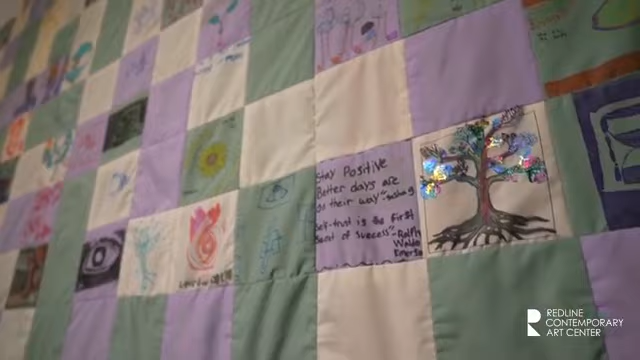 Stay Positive
Better days are
on their way"
Self-trust is the first
secret of success"-Ralph
Waldo
Emerson
REDLINE
CONTEMPORARY
ART CENTER